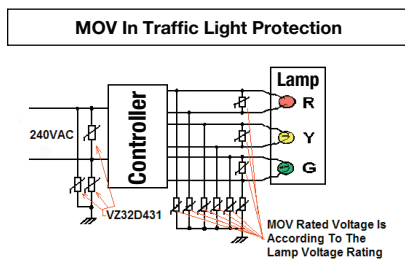 MOV In Traffic Light Protection
Lamp
R
Controller
240VAC
Y
G
VZ32D431
MOV Rated Voltage Is
According To The
Lamp Voltage Rating